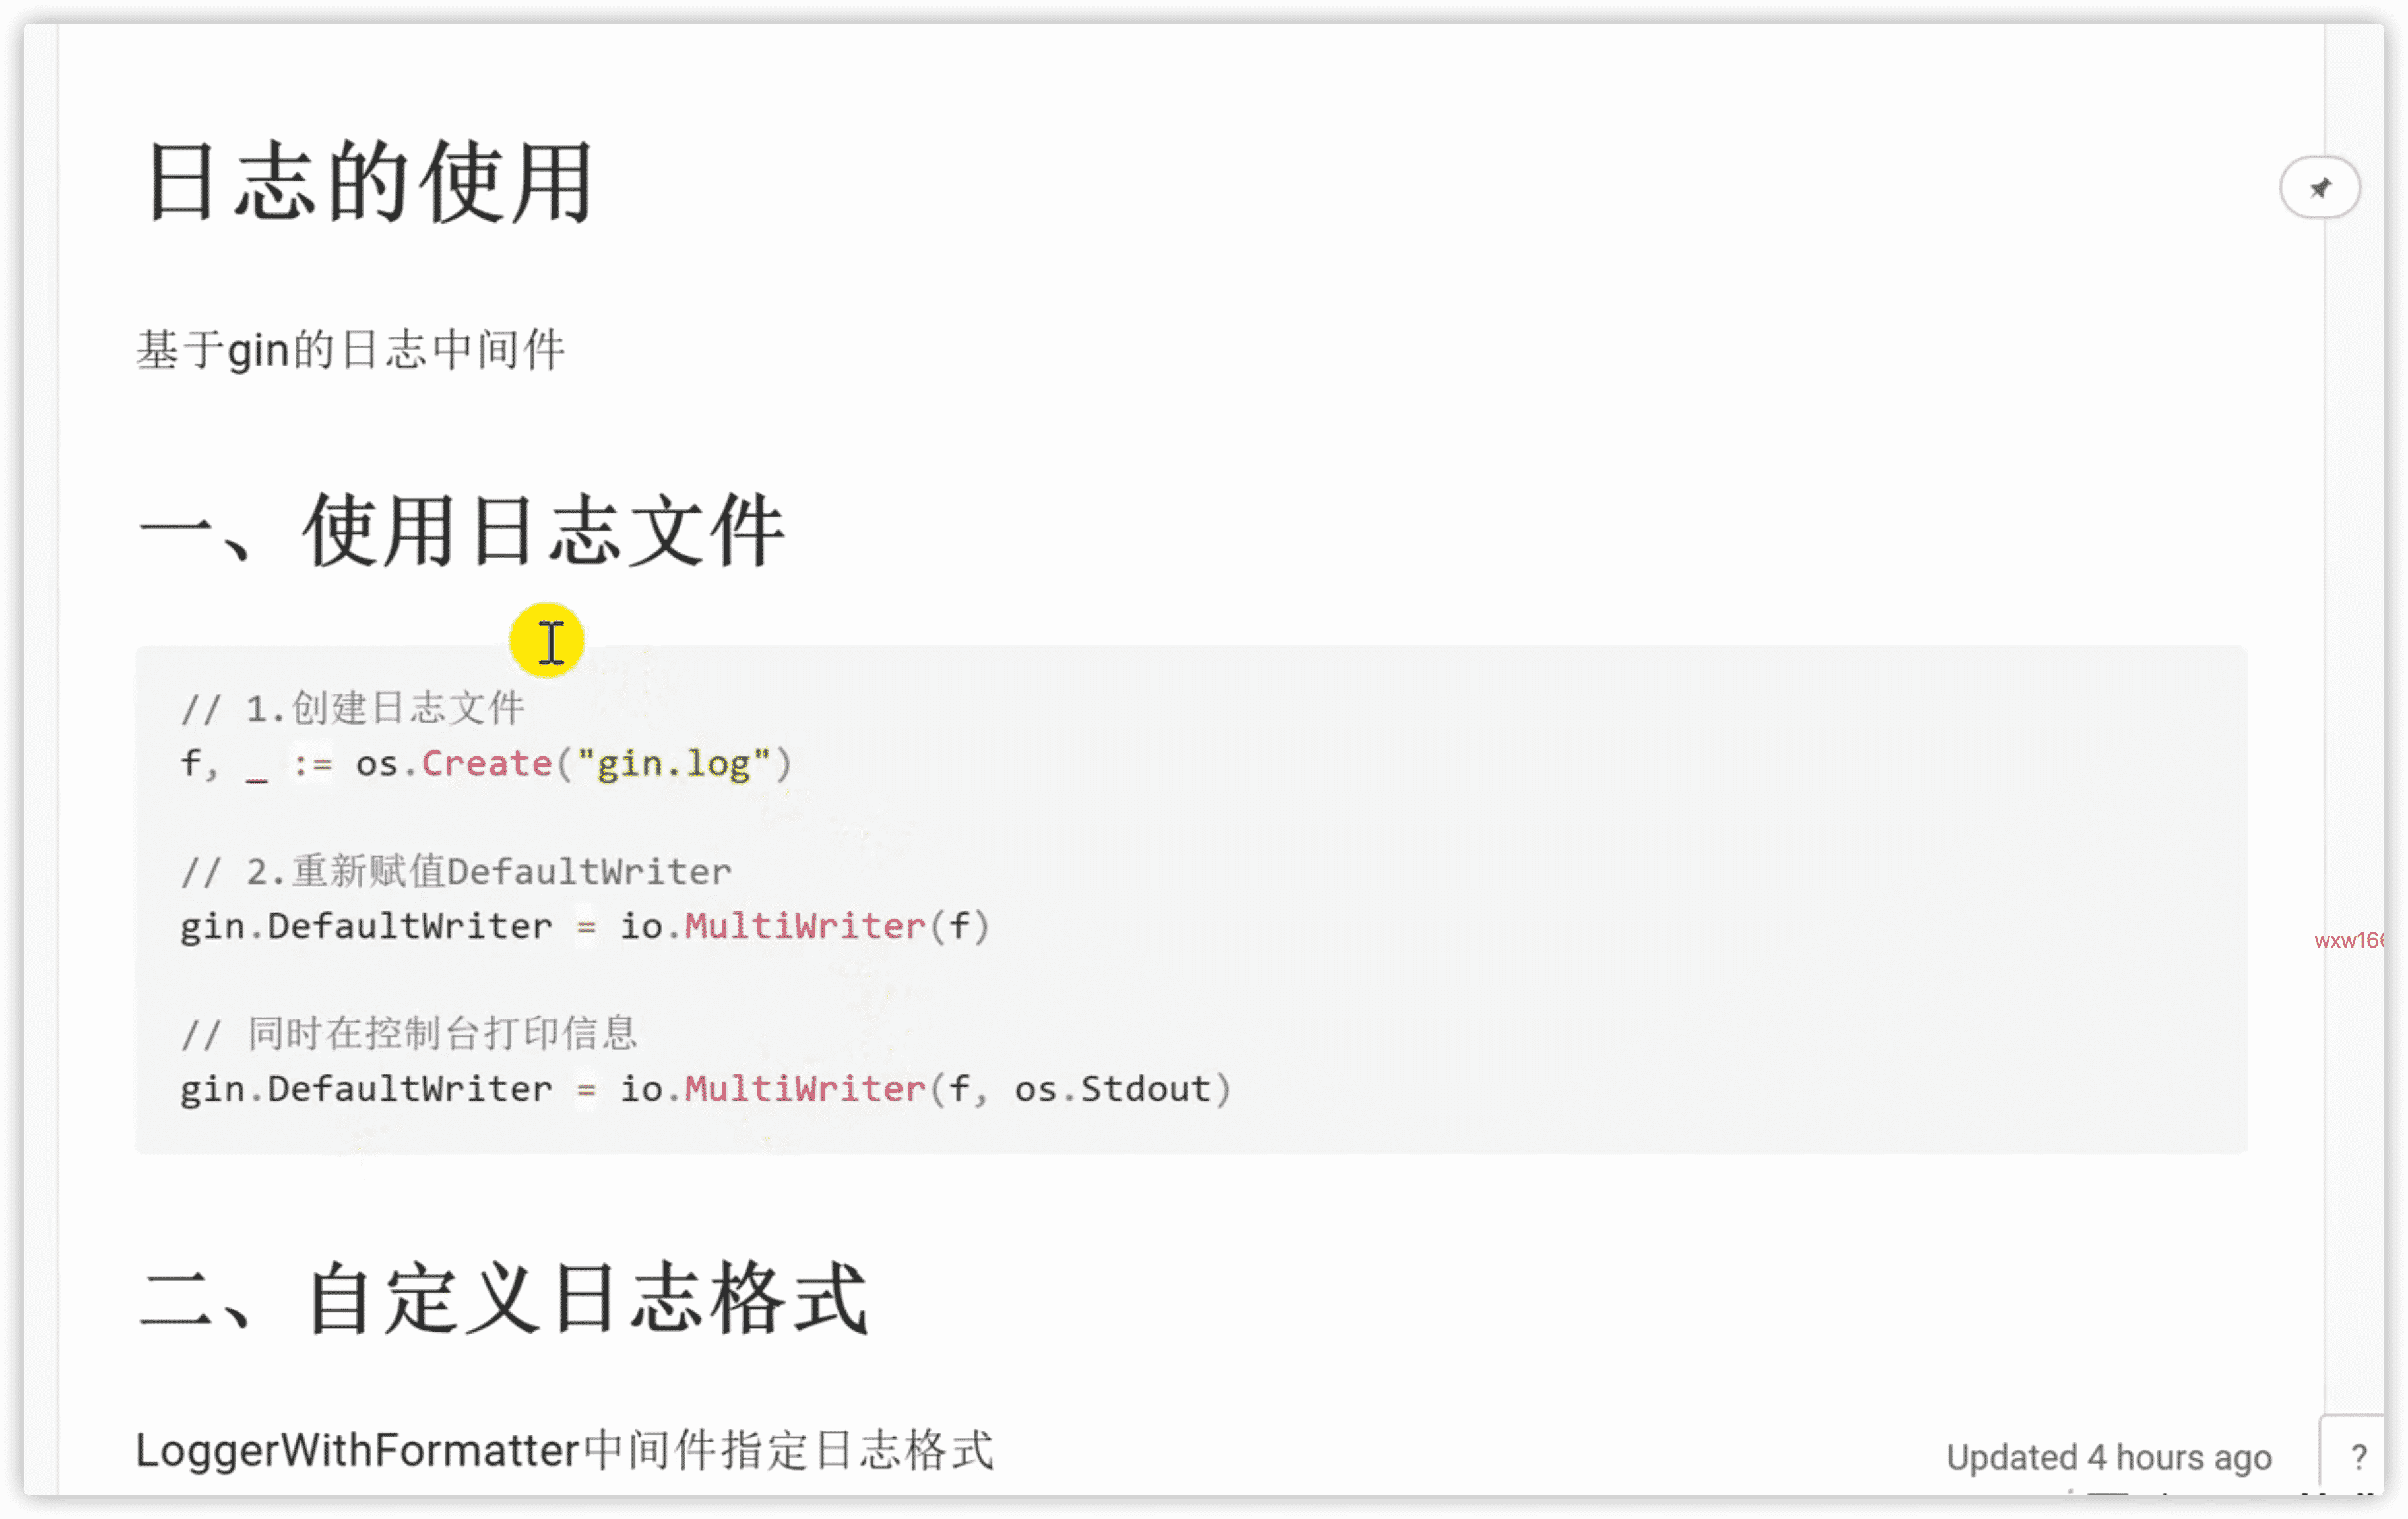 日志的使用
基于gin的日志中间件
一、使用日志文件
// 1.创建日志文件
f, _ := os.Create("gin.log")
// 2.重新赋值DefaultWriter
gin.DefaultWriter = io.MultiWriter(f)
wxw166
// 同时在控制台打印信息
gin.DefaultWriter = io.MultiWriter(f, os.Stdout)
二、自定义日志格式
LoggerWithFormatter中间件指定日志格式
Updated 4 hours ago
?